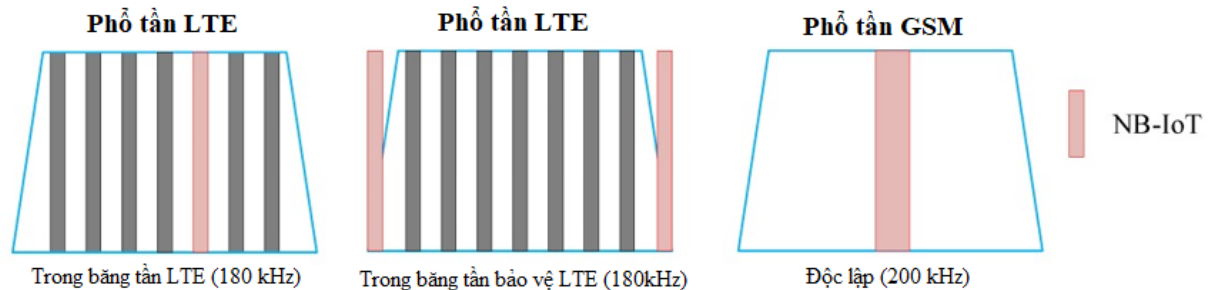 Phổ tần LTE
Phổ tần LTE
Phổ tần GSM
NB-IoT
Trong băng tần LTE (180 kHz)
Trong băng tần bảo vệ LTE (180kHz)
Độc lập (200 kHz)